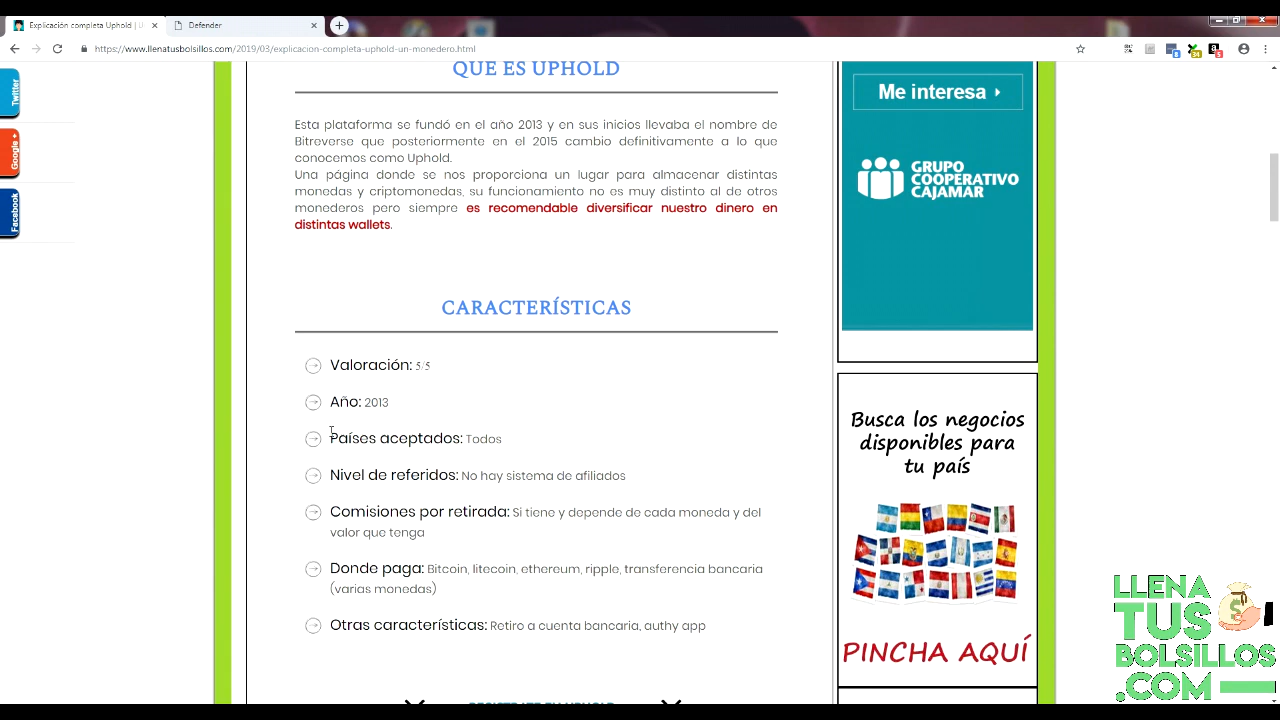 Explicación completa Uphold | U
Defender
https://www.llenatusbolsillos.com/2019/03/explicacion-completa-uphold-un-monedero.html
Twitter
Google +
Facebook
QUE ES UPHOLD
Esta plataforma se fundó en el año 2013 y en sus inicios llevaba el nombre de
Bitreverse que posteriormente en el 2015 cambio definitivamente a lo que
conocemos como Uphold.
Una página donde se nos proporciona un lugar para almacenar distintas
monedas y criptomonedas, su funcionamiento no es muy distinto al de otros
monederos pero siempre es recomendable diversificar nuestro dinero en
distintas wallets.
CARACTERÍSTICAS
Valoración: 5/5
Año: 2013
Países aceptados: Todos
Nivel de referidos: No hay sistema de afiliados
Comisiones por retirada: Si tiene y depende de cada moneda y del
valor que tenga
Donde paga: Bitcoin, litecoin, ethereum, ripple, transferencia bancaria
(varias monedas)
Otras características: Retiro a cuenta bancaria, authy app
Me interesa
GRUPO
COOPERATIVO
CAJAMAR
Busca los negocios
disponibles para
tu país
PINCHA AQUÍ
LLENA
TUS
BOLSILLOS
.COM